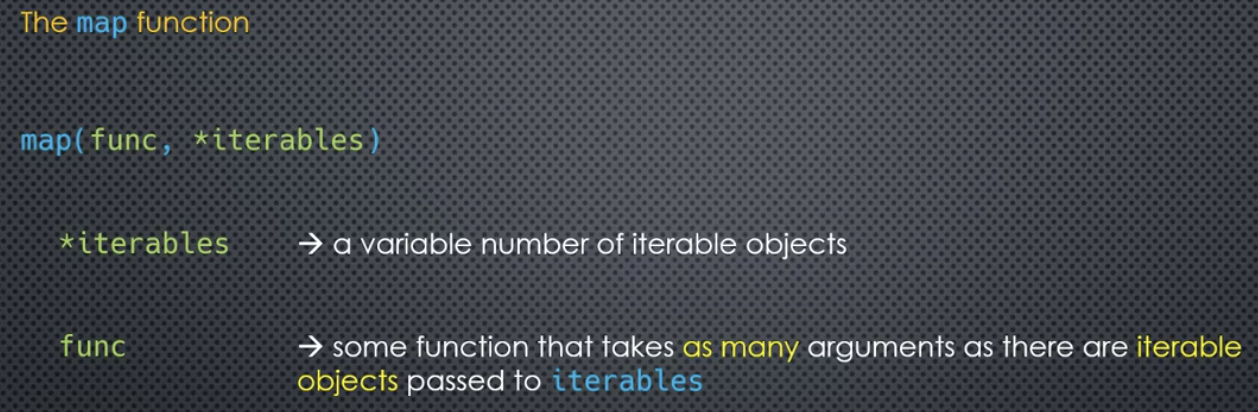 The map function
map(func, *iterables)
*iterables → a variable number of iterable objects
func → some function that takes as many arguments as there are iterable
objects passed to iterables